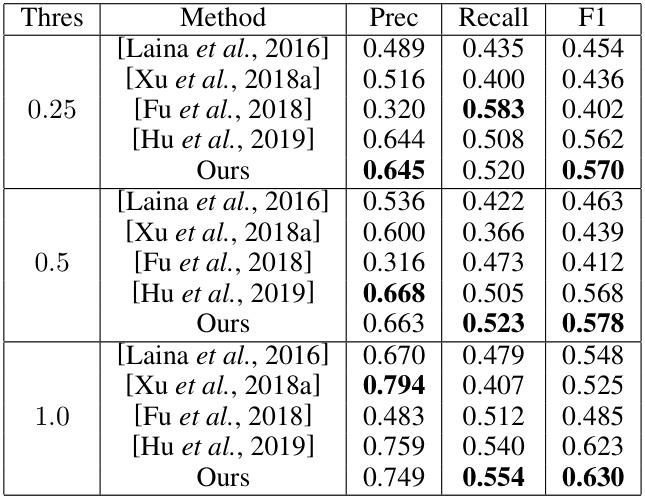 Thres Method Prec Recall F1
[Laina et al., 2016] 0.489 0.435 0.454
[Xu et al., 2018a] 0.516 0.400 0.436
0.25 [Fu et al., 2018] 0.320 0.583 0.402
[Hu et al., 2019] 0.644 0.508 0.562
Ours 0.645 0.520 0.570
[Laina et al., 2016] 0.536 0.422 0.463
[Xu et al., 2018a] 0.600 0.366 0.439
0.5 [Fu et al., 2018] 0.316 0.473 0.412
[Hu et al., 2019] 0.668 0.505 0.568
Ours 0.663 0.523 0.578
[Laina et al., 2016] 0.670 0.479 0.548
[Xu et al., 2018a] 0.794 0.407 0.525
1.0 [Fu et al., 2018] 0.483 0.512 0.485
[Hu et al., 2019] 0.759 0.540 0.623
Ours 0.749 0.554 0.630